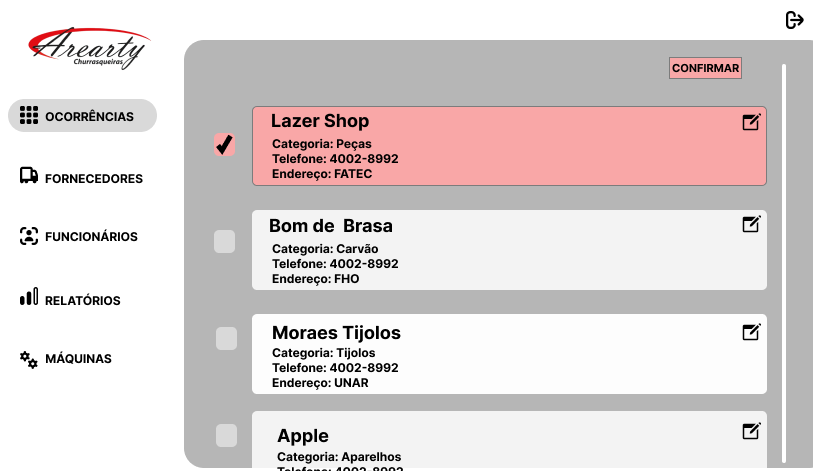 Arearty
Churrasqueiras
OCORRÊNCIAS
FORNECEDORES
FUNCIONÁRIOS
RELATÓRIOS
MÁQUINAS
CONFIRMAR
Lazer Shop
Categoria: Peças
Telefone: 4002-8992
Endereço: FATEC
Bom de  Brasa
Categoria: Carvão
Telefone: 4002-8992
Endereço: FHO
Moraes Tijolos
Categoria: Tijolos
Telefone: 4002-8992
Endereço: UNAR
Apple
Categoria: Aparelhos
Telefone: 4002-8992